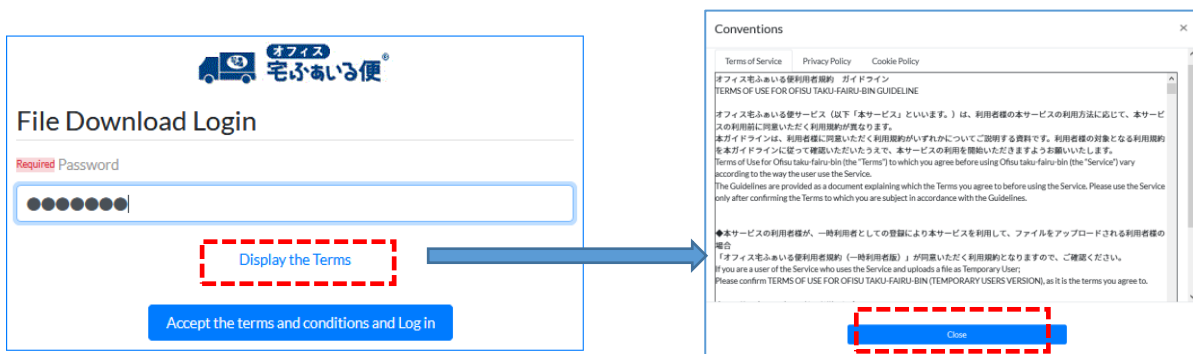 オフィス
宅ふぁいる便®
File Download Login
Required Password
Display the Terms
Accept the terms and conditions and Log in
Conventions
×
Terms of Service Privacy Policy Cookie Policy
オフィス宅ふぁいる便利用者規約 ガイドライン
TERMS OF USE FOR OFISU TAKU-FAIRU-BIN GUIDELINE
オフィス宅ふぁいる便サービス（以下「本サービス」といいます。）は、利用者様の本サービスの利用方法に応じて、本サービ
スの利用前に同意いただく利用規約が異なります。
本ガイドラインは、利用者様に同意いただく利用規約がいずれかについてご説明する資料です。利用者様の対象となる利用規約
を本ガイドラインに従って確認いただいたうえで、本サービスの利用を開始いただきますようお願いいたします。
Terms of Use for Ofisu taku-fairu-bin (the "Terms") to which you agree before using Ofisu taku-fairu-bin (the "Service") vary
according to the way the user use the Service.
The Guidelines are provided as a document explaining which the Terms you agree to before using the Service. Please use the Service
only after confirming the Terms to which you are subject in accordance with the Guidelines.
◆本サービスの利用者様が、一時利用者としての登録により本サービスを利用して、ファイルをアップロードされる利用者様の
場合
「オフィス宅ふぁいる便利用者規約（一時利用者版）」が同意いただく利用規約となりますので、ご確認ください。
If you are a user of the Service who uses the Service and uploads a file as Temporary User;
Please confirm TERMS OF USE FOR OFISU TAKU-FAIRU-BIN (TEMPORARY USERS VERSION), as it is the terms you agree to.
Close